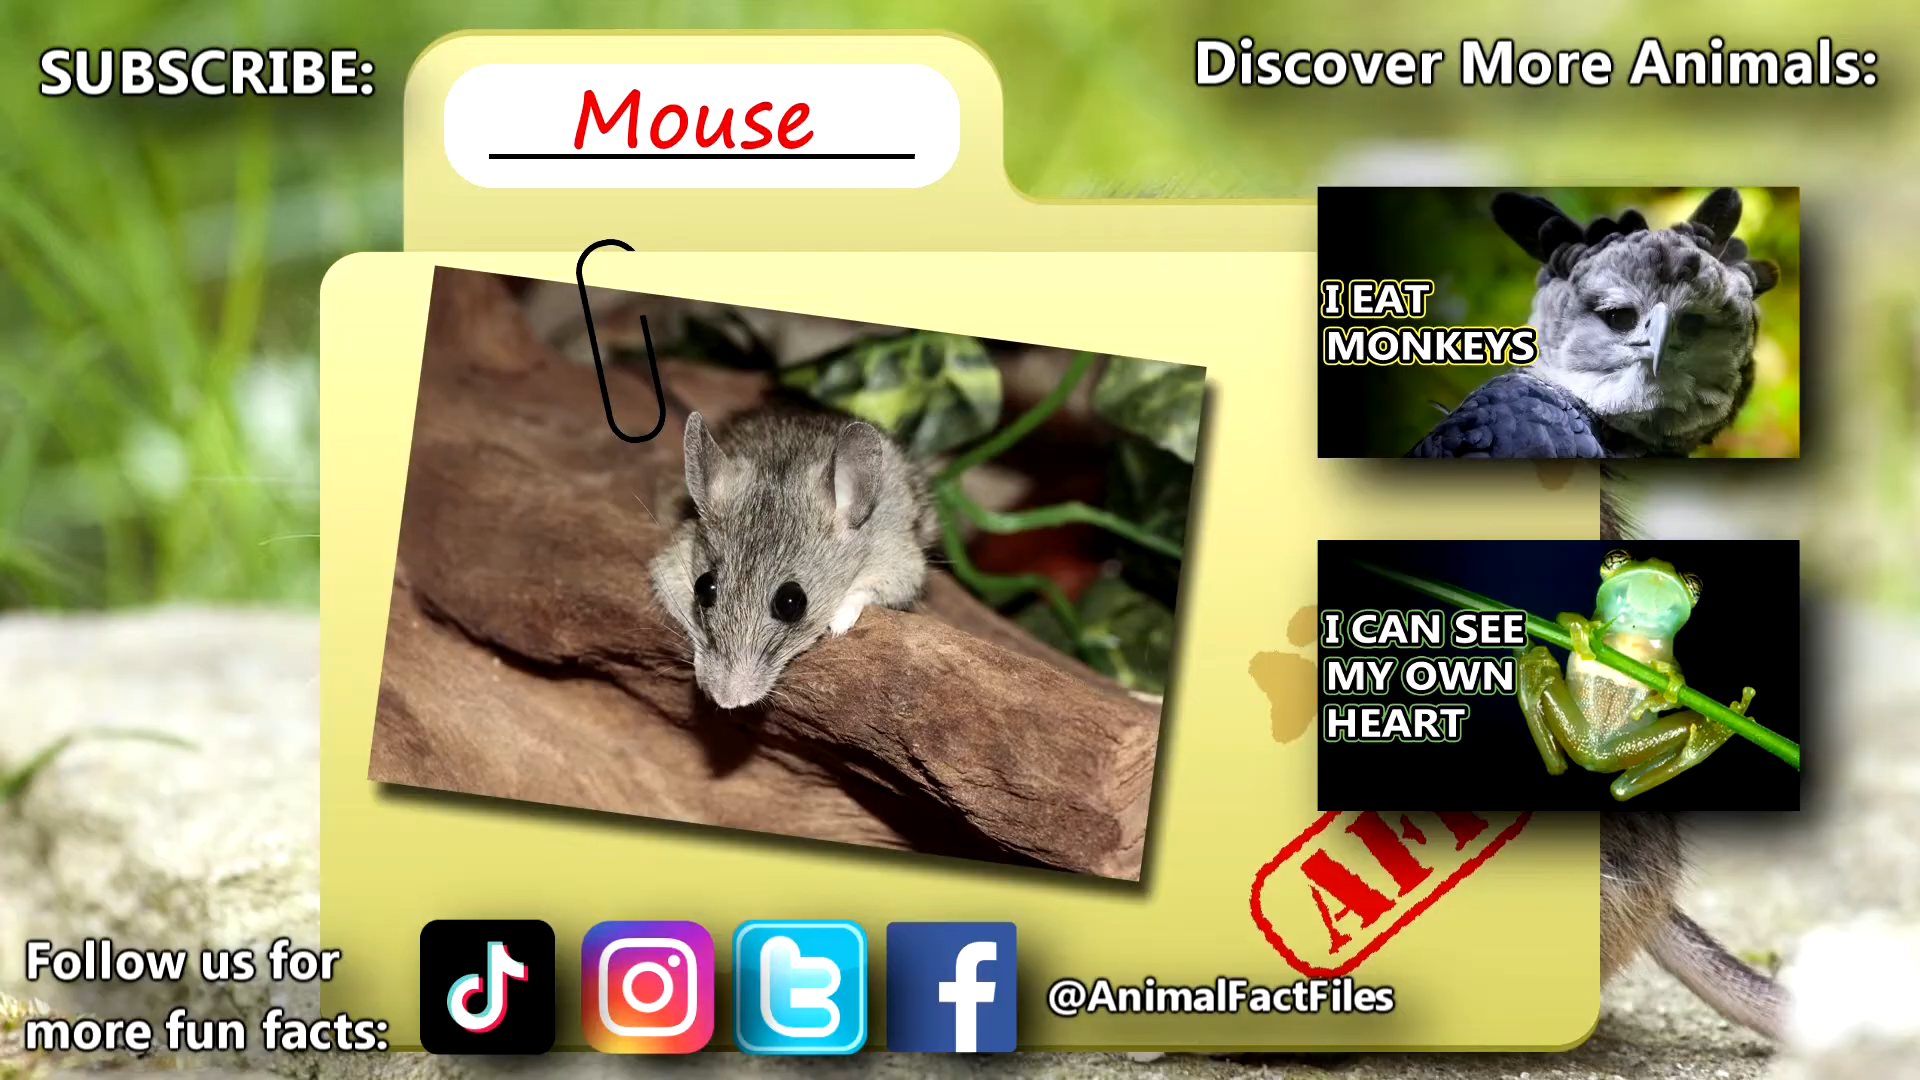 SUBSCRIBE:
Mouse
Discover More Animals:
I EAT
MONKEYS
I CAN SEE
MY OWN
HEART
Follow us for
more fun facts:
@AnimalFactFiles